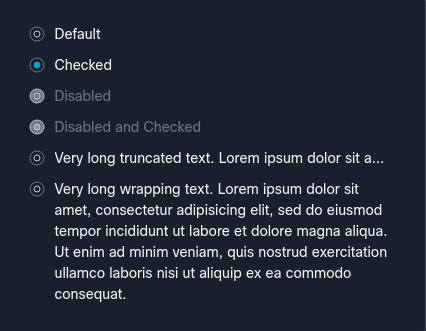 Default
Checked
Disabled
Disabled and Checked
Very long truncated text. Lorem ipsum dolor sit a...
Very long wrapping text. Lorem ipsum dolor sit
amet, consectetur adipisicing elit, sed do eiusmod
tempor incididunt ut labore et dolore magna aliqua.
Ut enim ad minim veniam, quis nostrud exercitation
ullamco laboris nisi ut aliquip ex ea commodo
consequat.